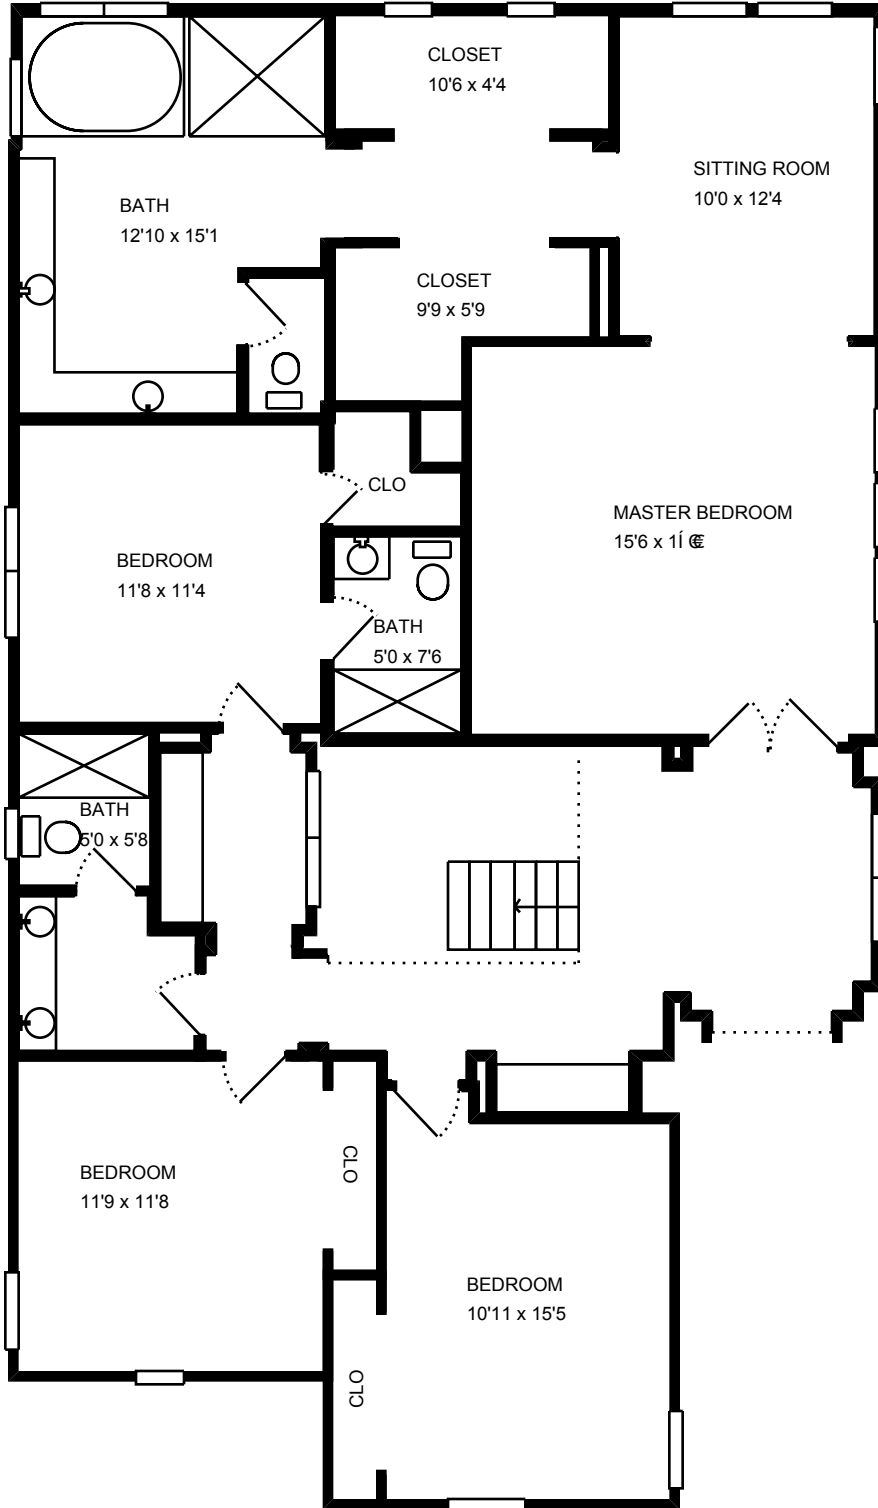 CLOSET
10'6 x 4'4
SITTING ROOM
10'0 x 12'4
BATH
12'10 x 15'1
CLOSET
9'9 x 5'9
CLO
MASTER BEDROOM
15'6 x
BEDROOM
11'8 x 11'4
BATH
5'0 x 7'6
BATH
5'0 x 5'8
BEDROOM
11'9 x 11'8
CLO
BEDROOM
10'11 x 15'5
CLO